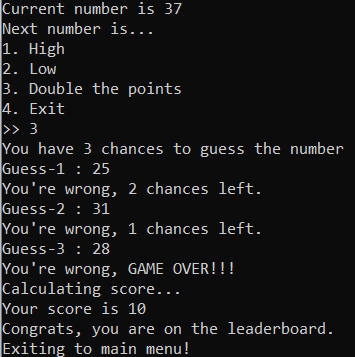 Current number is 37
Next number is...
1. High
2. Low
3. Double the points
4. Exit
>> 3
You have 3 chances to guess the number
Guess-1 : 25
You're wrong, 2 chances left.
Guess-2 : 31
You're wrong, 1 chances left.
Guess-3 : 28
You're wrong, GAME OVER!!!
Calculating score...
Your score is 10
Congrats, you are on the leaderboard.
Exiting to main menu!